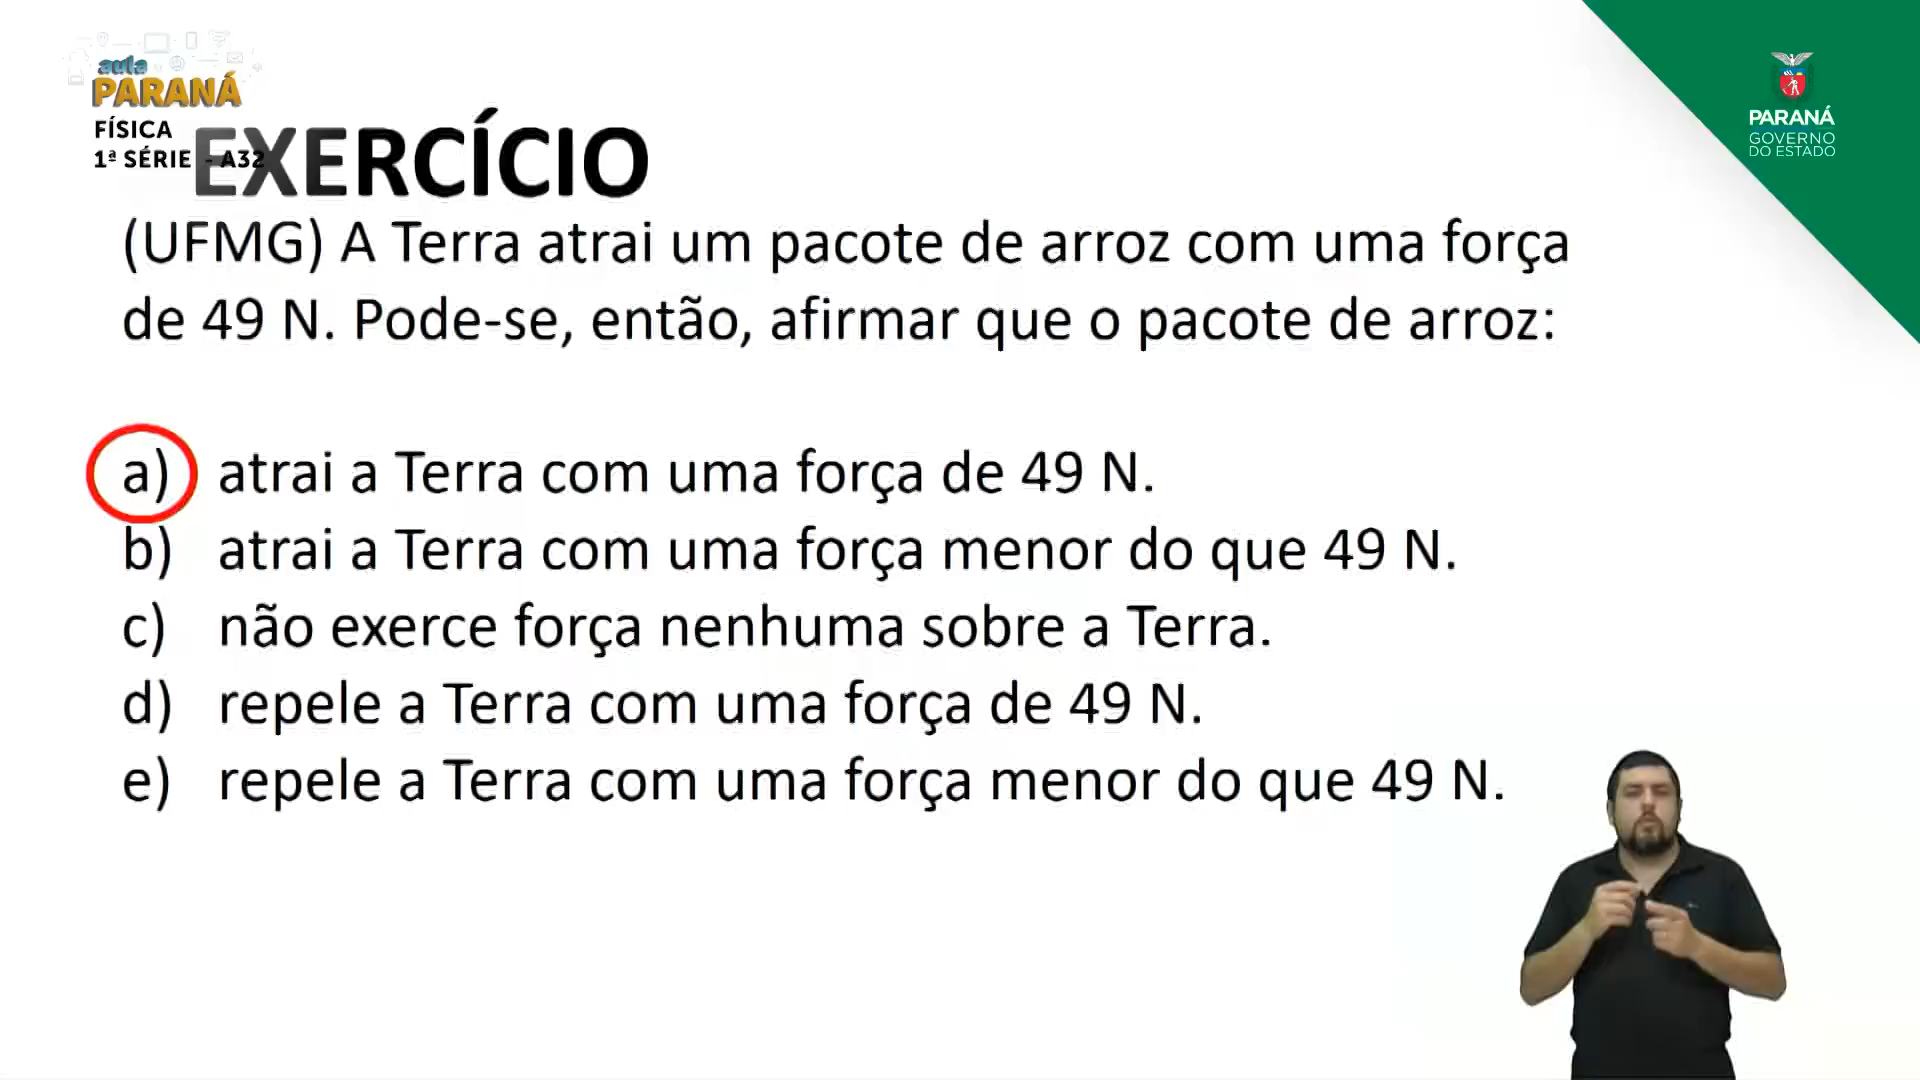 aula
PARANÁ
FÍSICA
1ª SÉRIE - A32
EXERCÍCIO
PARANÁ
GOVERNO
DO ESTADO
(UFMG) A Terra atrai um pacote de arroz com uma força
de 49 N. Pode-se, então, afirmar que o pacote de arroz:
a) atrai a Terra com uma força de 49 N.
b) atrai a Terra com uma força menor do que 49 N.
c) não exerce força nenhuma sobre a Terra.
d) repele a Terra com uma força de 49 N.
e) repele a Terra com uma força menor do que 49 N.